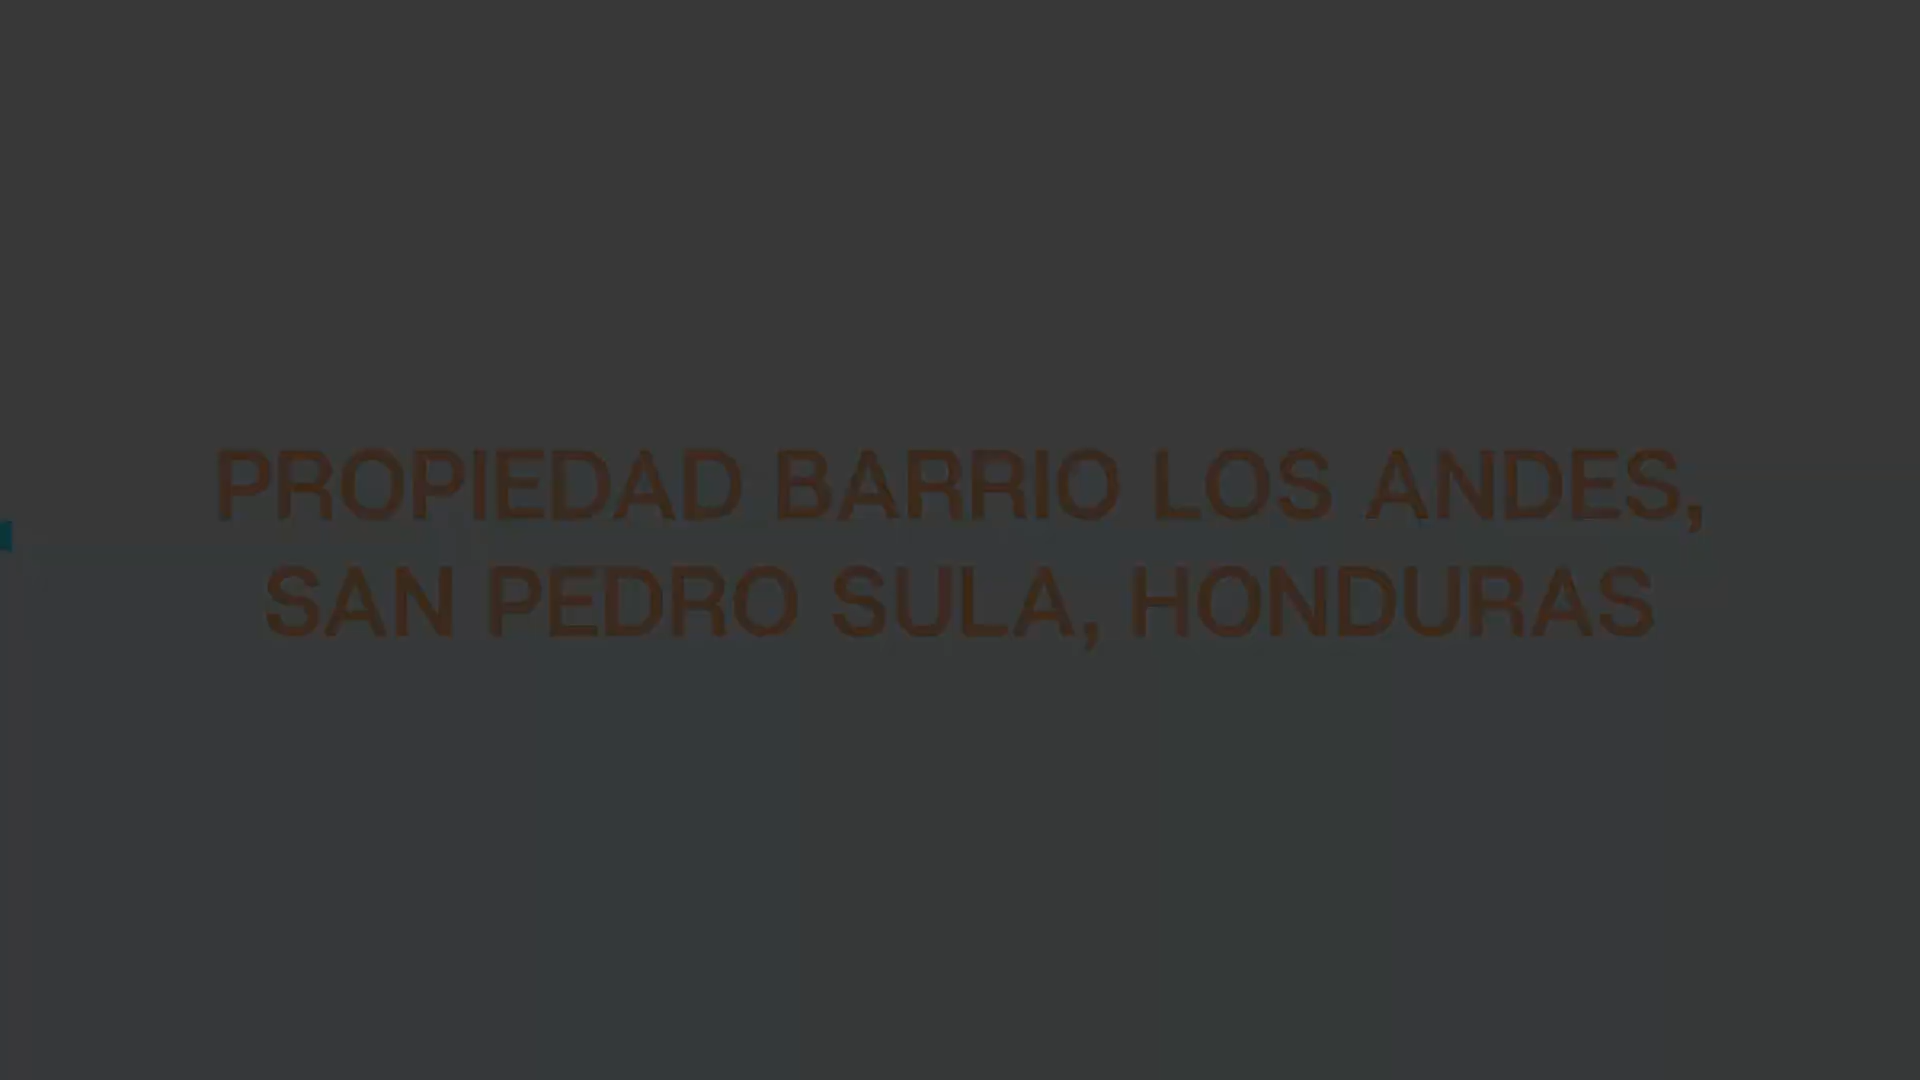 PROPIEDAD BARRIO LOS ANDES,
SAN PEDRO SULA, HONDURAS